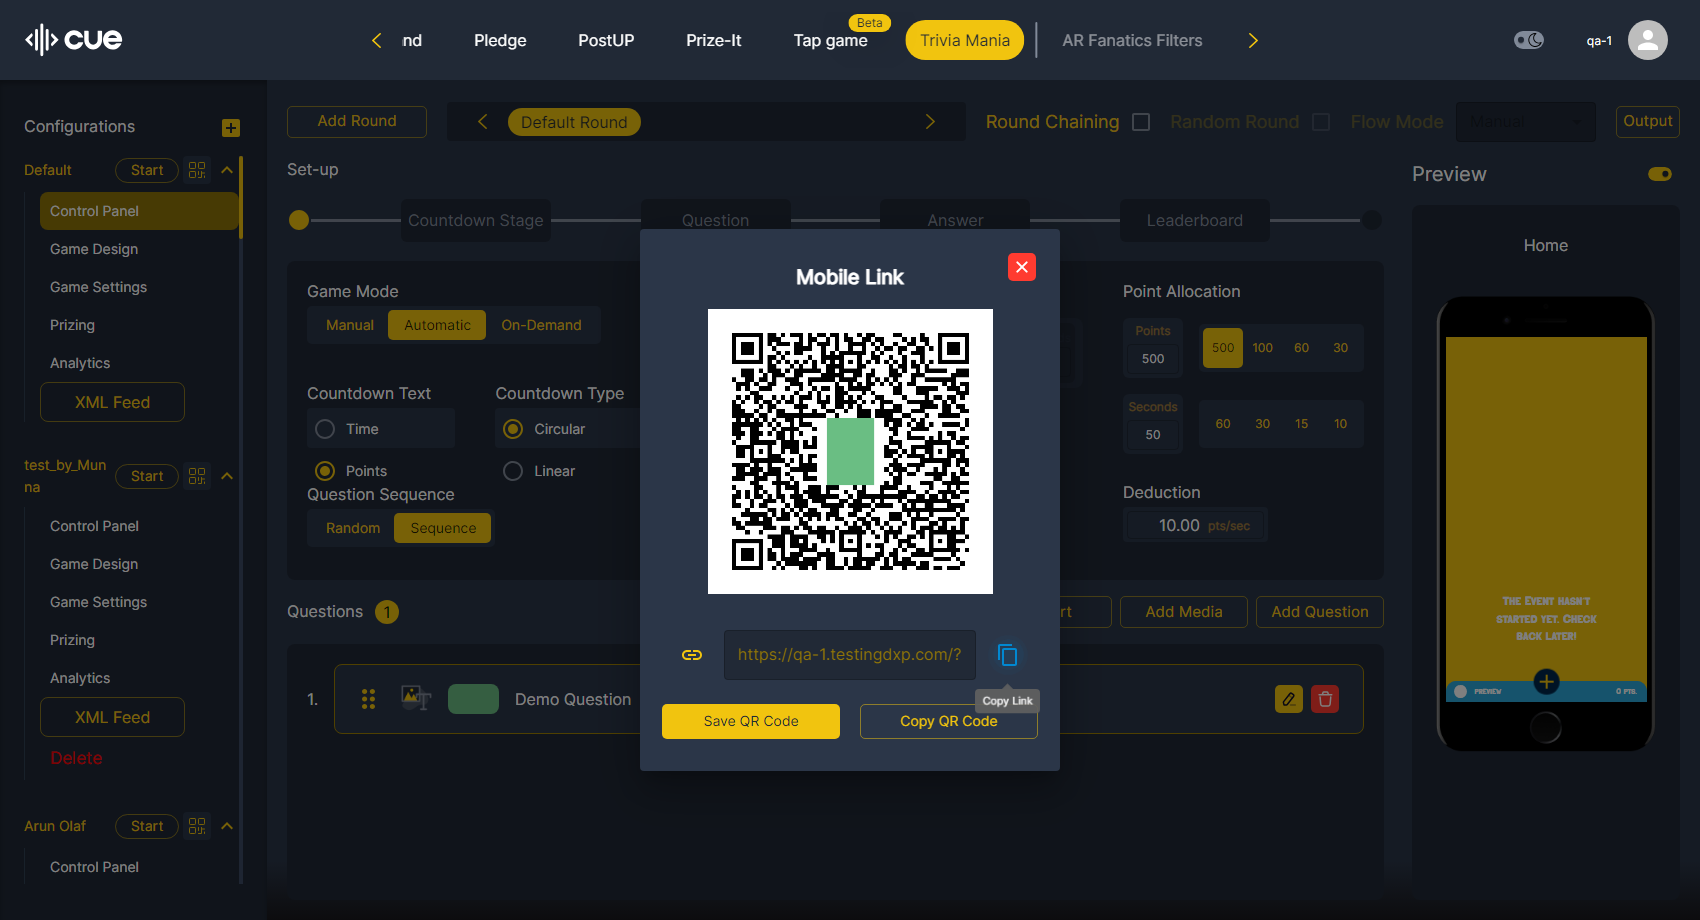 cue
nd
Pledge
PostUP
Prize-It
Tap game
Beta
Trivia Mania
AR Fanatics Filters
qa-1
Configurations
Default
Start
Control Panel
Game Design
Game Settings
Prizing
Analytics
XML Feed
test_by_Mun
na
Start
Control Panel
Game Design
Game Settings
Prizing
Analytics
XML Feed
Delete
Arun Olaf
Start
Control Panel
Add Round
Default Round
Round Chaining
Random Round
Flow Mode
Manual
Output
Set-up
Countdown Stage
Question
Answer
Leaderboard
Game Mode
Manual
Automatic
On-Demand
Countdown Text
Time
Points
Countdown Type
Circular
Linear
Question Sequence
Random
Sequence
Point Allocation
Points
500
500
100
60
30
Seconds
50
60
30
15
10
Deduction
10.00 pts/sec
Questions 1
rt
Add Media
Add Question
1.
Demo Question
Mobile Link
https://qa-1.testingdxp.com/?
Copy Link
Save QR Code
Copy QR Code
Preview
Home
The Event hasn't
started yet. Check
back later!
PREVIEW
0 PTS.